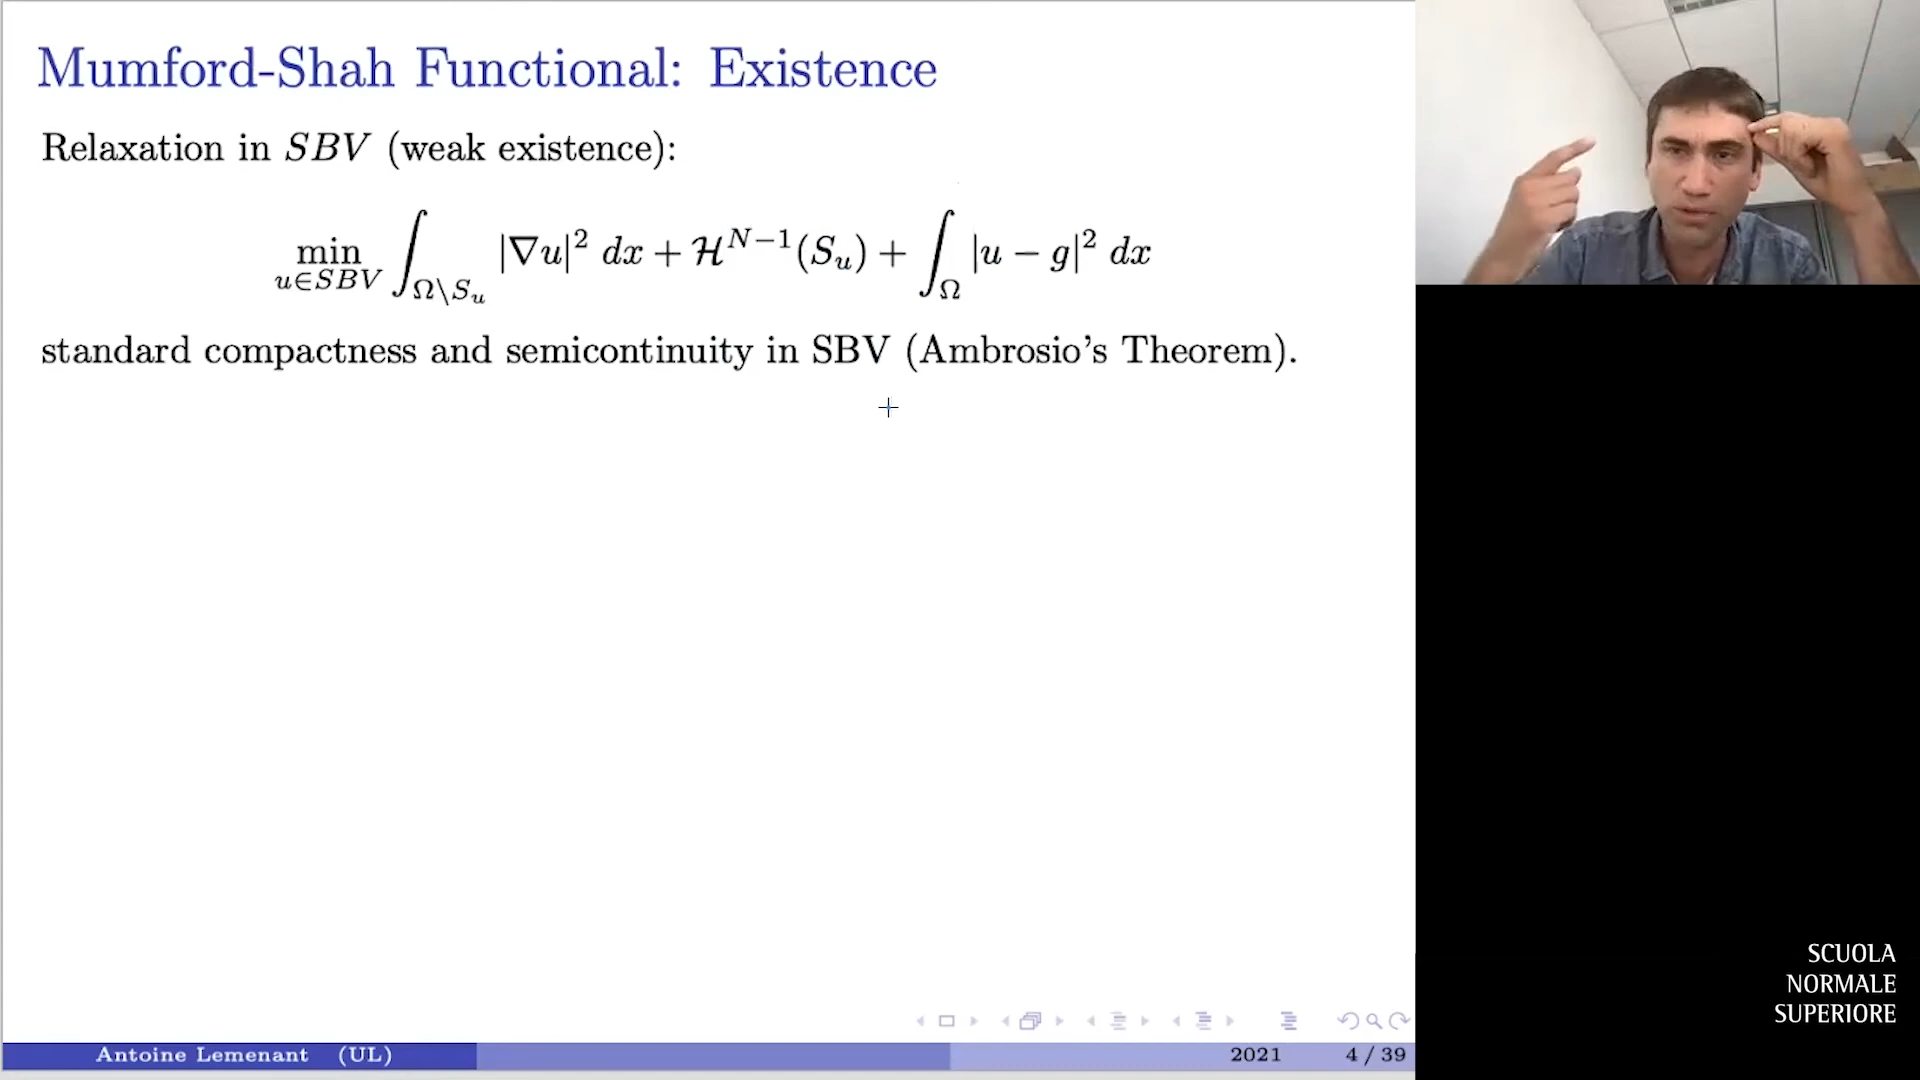 Mumford-Shah Functional: Existence
Relaxation in SBV (weak existence):
min_{u∈SBV} ∫_{Ω\S_u} |∇u|² dx + ℋ^{N−1}(S_u) + ∫_Ω |u − g|² dx
standard compactness and semicontinuity in SBV (Ambrosio's Theorem).
Antoine Lemenant (UL) 2021 4 / 39
SCUOLA
NORMALE
SUPERIORE